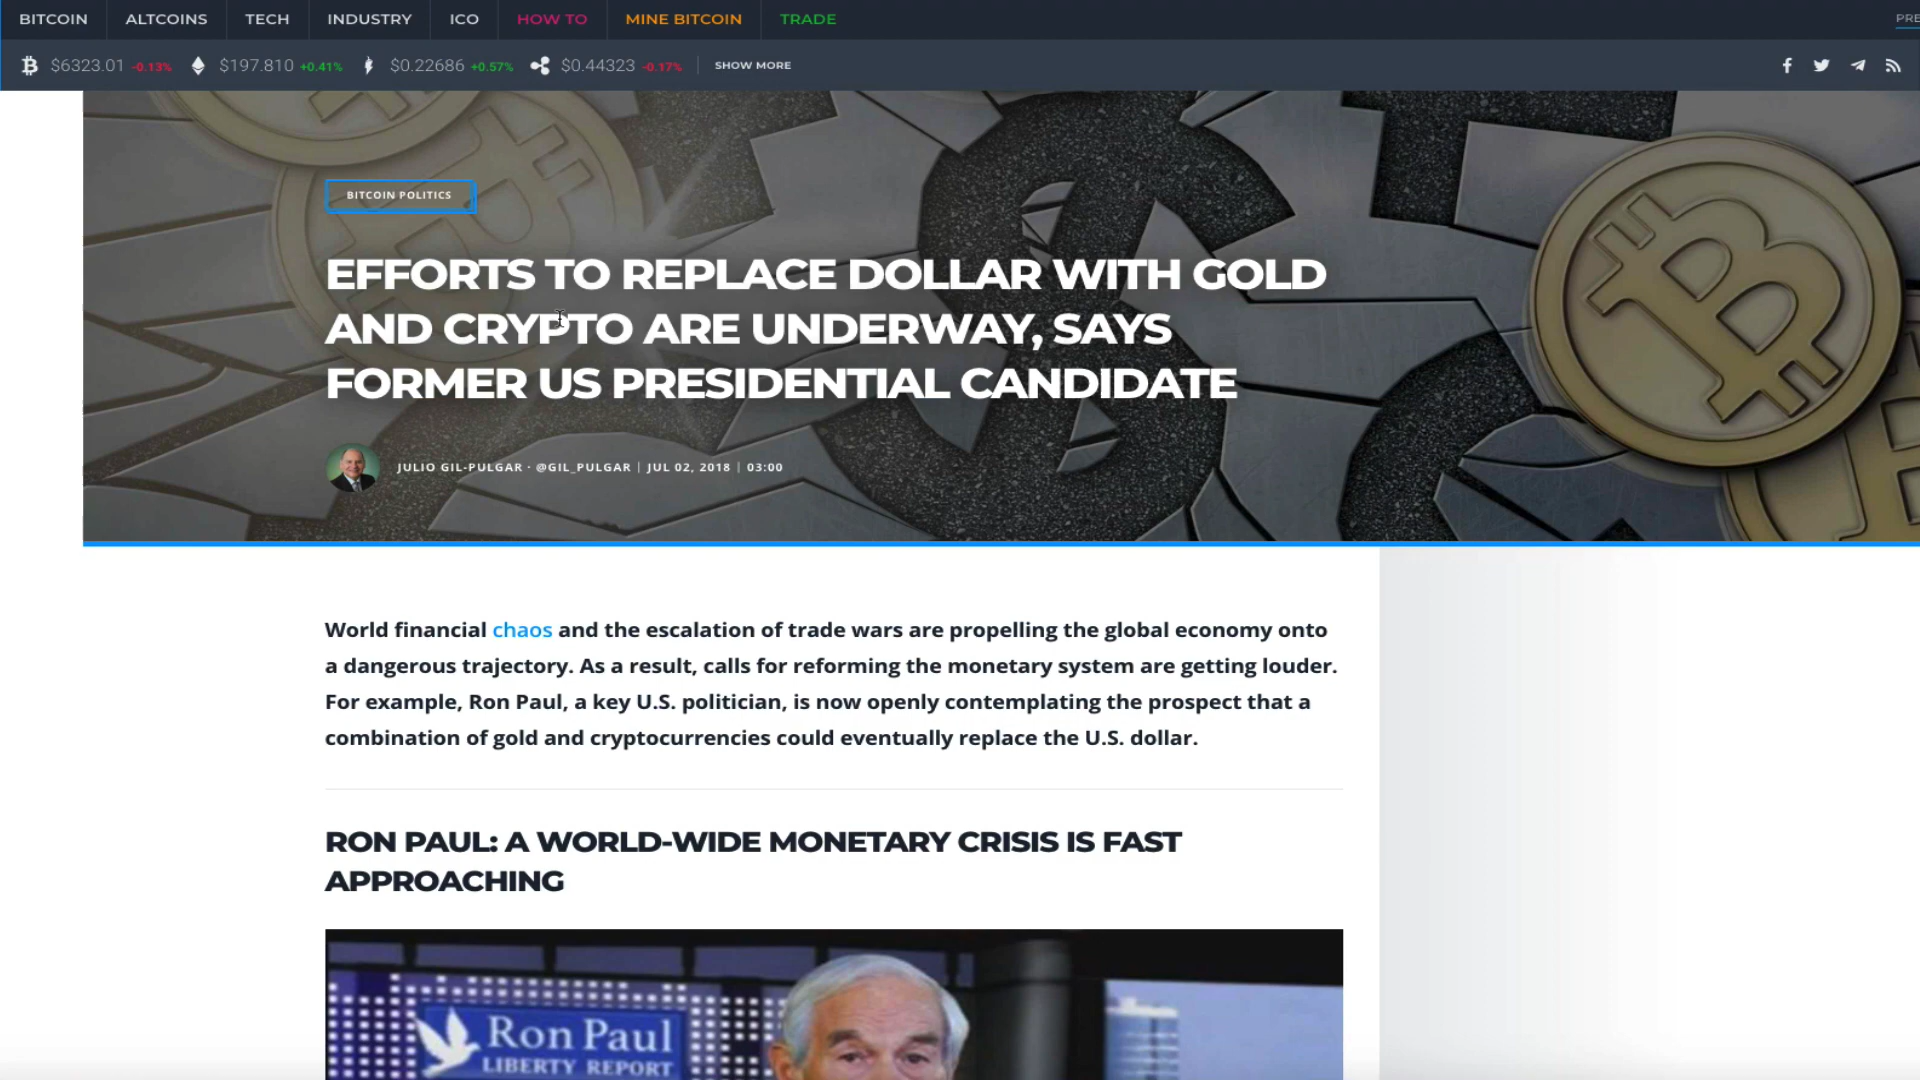 BITCOIN ALTCOINS TECH INDUSTRY ICO HOW TO MINE BITCOIN TRADE PRE
$6323.01 -0.13% $197.810 +0.41% $0.22686 +0.57% $0.44323 -0.17% SHOW MORE
BITCOIN POLITICS
EFFORTS TO REPLACE DOLLAR WITH GOLD
AND CRYPTO ARE UNDERWAY, SAYS
FORMER US PRESIDENTIAL CANDIDATE
JULIO GIL-PULGAR · @GIL_PULGAR | JUL 02, 2018 | 03:00
World financial chaos and the escalation of trade wars are propelling the global economy onto
a dangerous trajectory. As a result, calls for reforming the monetary system are getting louder.
For example, Ron Paul, a key U.S. politician, is now openly contemplating the prospect that a
combination of gold and cryptocurrencies could eventually replace the U.S. dollar.
RON PAUL: A WORLD-WIDE MONETARY CRISIS IS FAST
APPROACHING
Ron Paul
LIBERTY REPORT